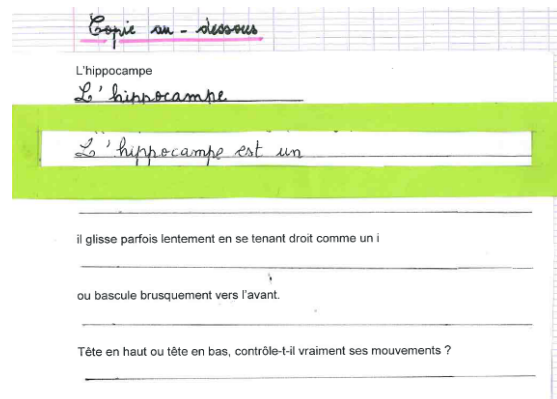 Copie au-dessous
L'hippocampe
L'hippocampe
L'hippocampe est un
il glisse parfois lentement en se tenant droit comme un i
ou bascule brusquement vers l'avant.
Tête en haut ou tête en bas, contrôle-t-il vraiment ses mouvements ?